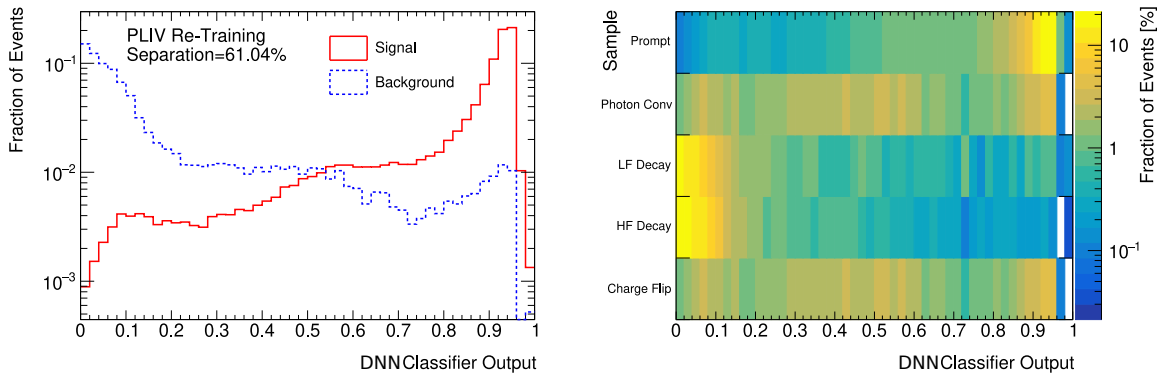 Fraction of Events
PLIV Re-Training
Separation=61.04%
Signal
Background
10⁻¹
10⁻²
10⁻³
0 0.1 0.2 0.3 0.4 0.5 0.6 0.7 0.8 0.9 1
DNNClassifier Output
Sample
Prompt
Photon Conv
LF Decay
HF Decay
Charge Flip
0 0.1 0.2 0.3 0.4 0.5 0.6 0.7 0.8 0.9 1
DNNClassifier Output
10
1
10⁻¹
Fraction of Events [%]